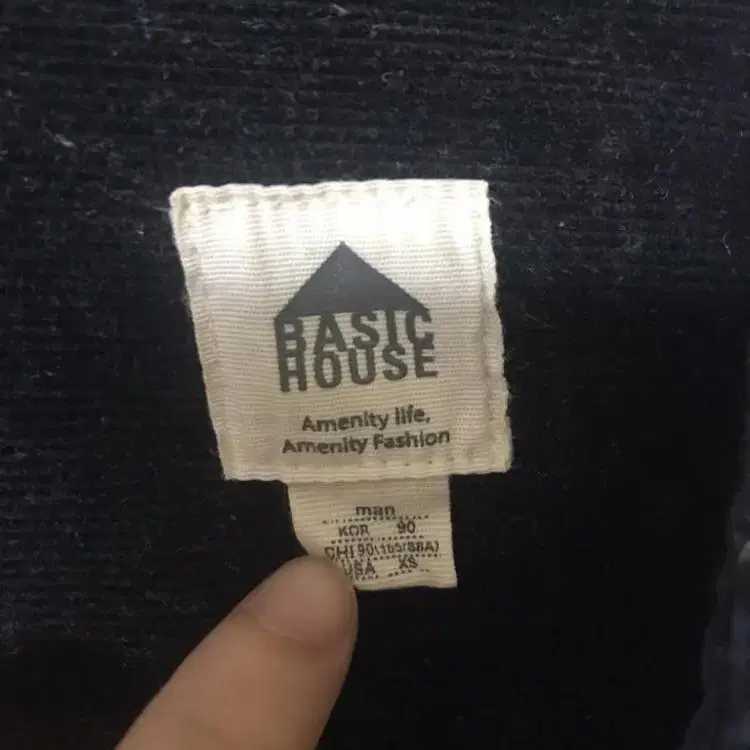 BASIC
HOUSE
Amenity life,
Amenity Fashion
man
KOR 90
CHI 90(165/88A)
USA XS